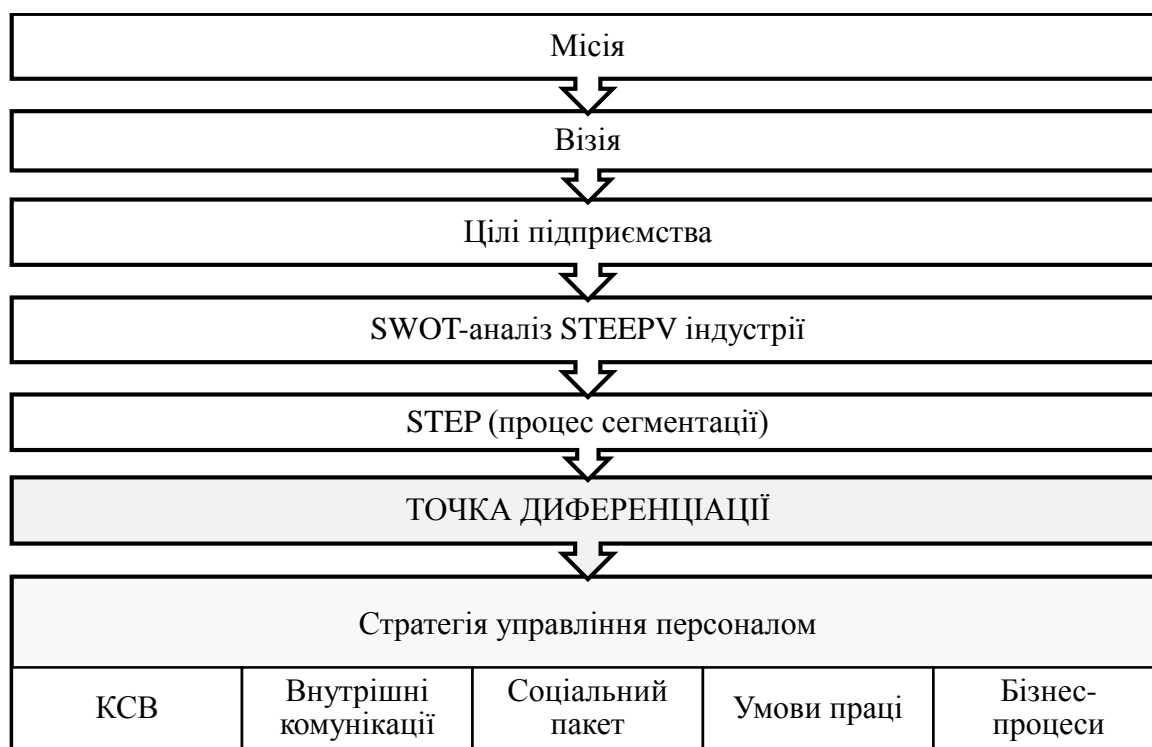 Місія
Візія
Цілі підприємства
SWOT-аналіз STEEPV індустрії
STEP (процес сегментації)
ТОЧКА ДИФЕРЕНЦІАЦІЇ
Стратегія управління персоналом
КСВ
Внутрішні
комунікації
Соціальний
пакет
Умови праці
Бізнес-
процеси